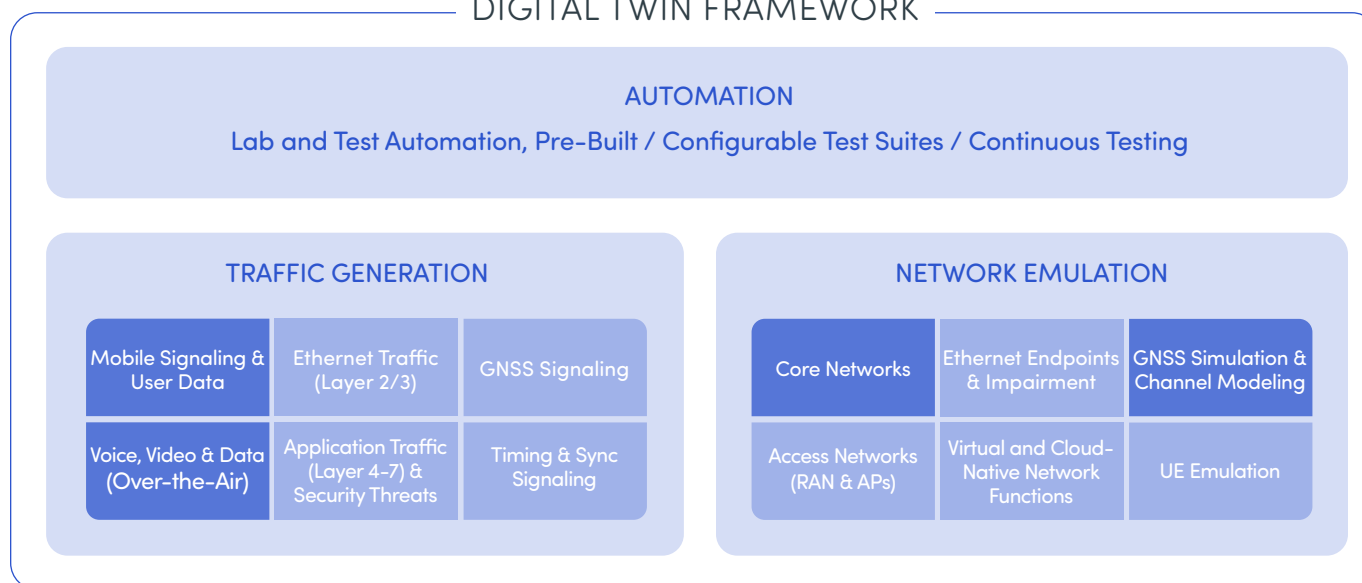 DIGITAL TWIN FRAMEWORK
AUTOMATION
Lab and Test Automation, Pre-Built / Configurable Test Suites / Continuous Testing
TRAFFIC GENERATION
Mobile Signaling &
User Data
Ethernet Traffic
(Layer 2/3)
GNSS Signaling
Voice, Video & Data
(Over-the-Air)
Application Traffic
(Layer 4-7) &
Security Threats
Timing & Sync
Signaling
NETWORK EMULATION
Core Networks
Ethernet Endpoints
& Impairment
GNSS Simulation &
Channel Modeling
Access Networks
(RAN & APs)
Virtual and Cloud-
Native Network
Functions
UE Emulation